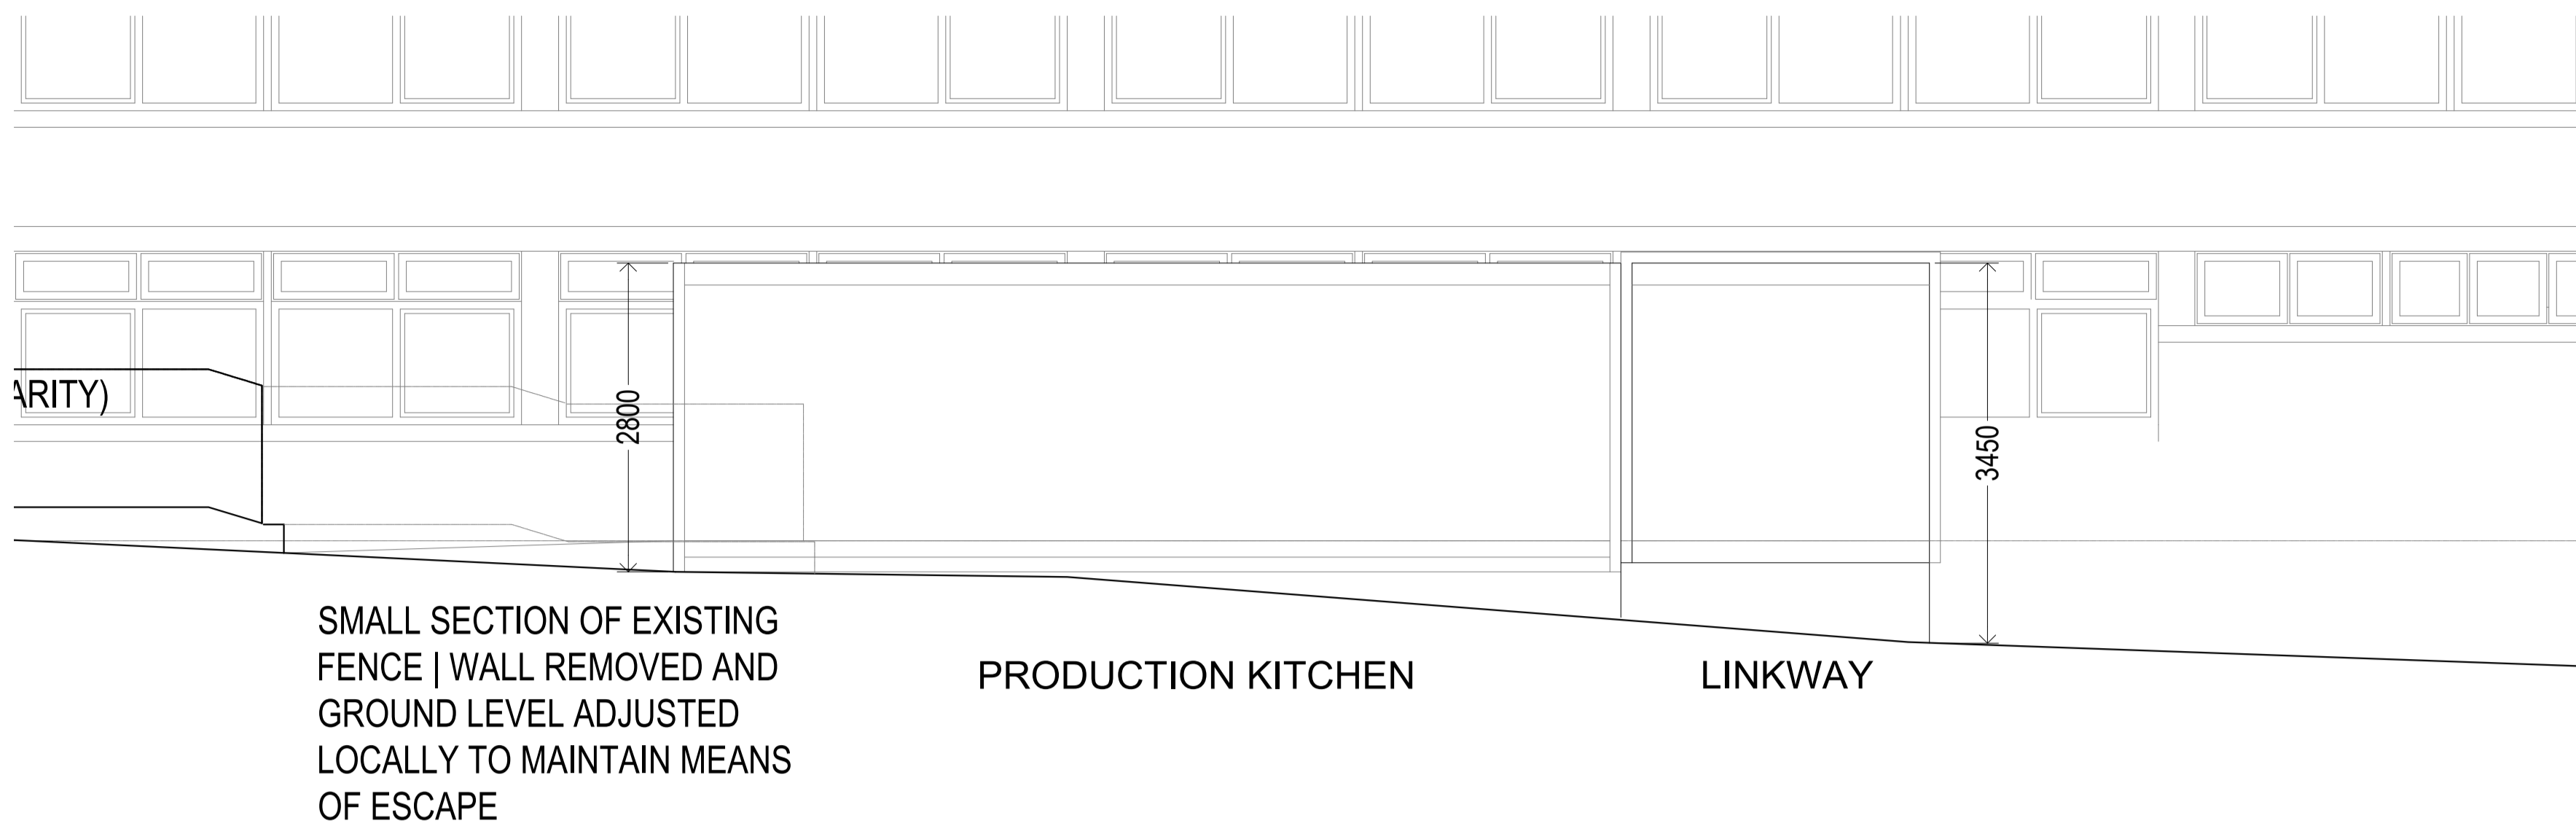 ARITY)
2800
3450
SMALL SECTION OF EXISTING
FENCE | WALL REMOVED AND
GROUND LEVEL ADJUSTED
LOCALLY TO MAINTAIN MEANS
OF ESCAPE
PRODUCTION KITCHEN
LINKWAY